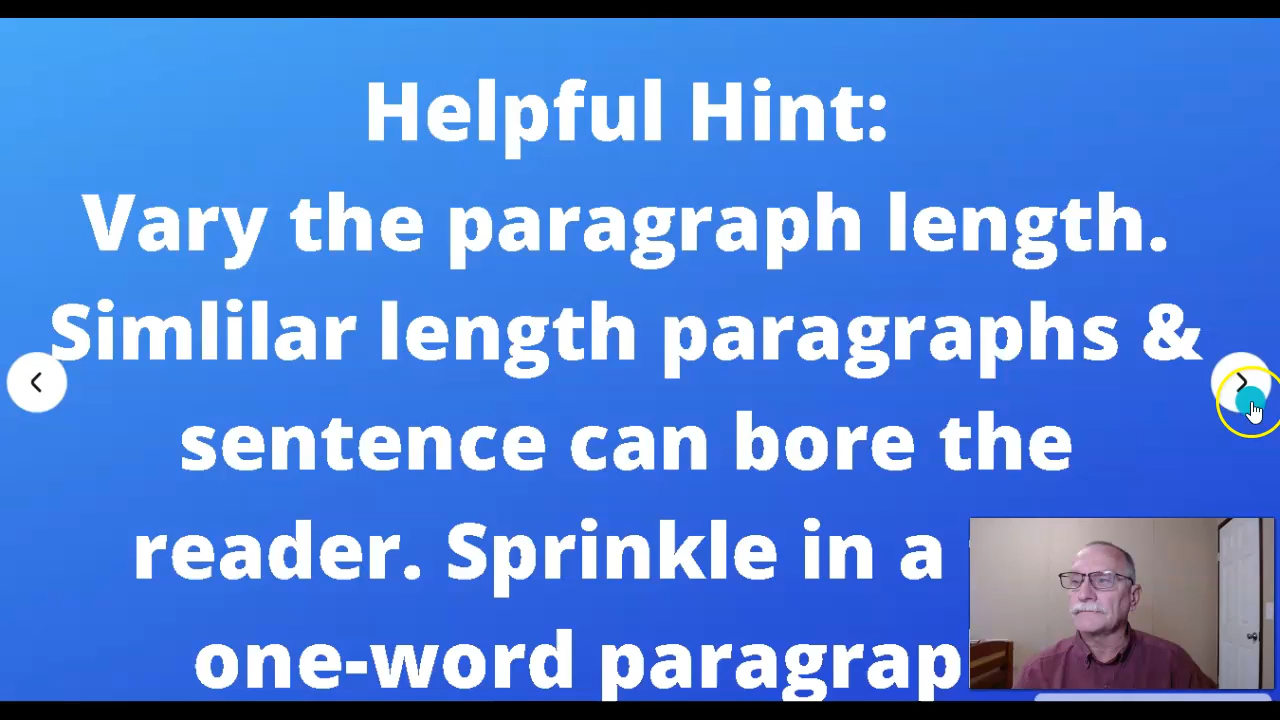 Helpful Hint:
Vary the paragraph length.
Simlilar length paragraphs &
sentence can bore the
reader. Sprinkle in a
one-word paragrap